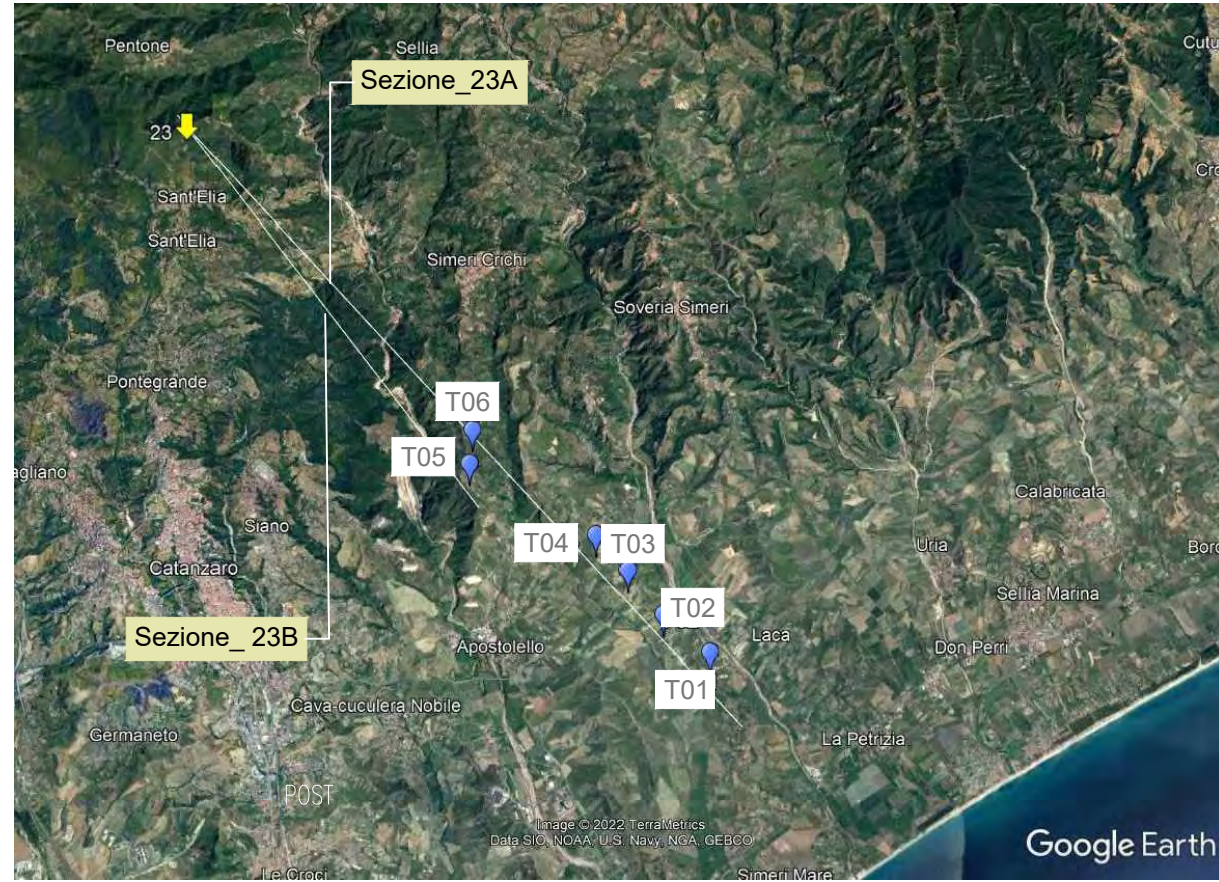 Pentone
Sellia
Cutu
Sezione_23A
23
Sant'Elia
Sant'Elia
Cro
Simeri Crichi
Soveria Simeri
Pontegrande
T06
T05
agliano
Calabricata
Siano
T04
T03
Uria
Boro
Catanzaro
Sellia Marina
T02
Sezione_ 23B
Laca
Apostolello
Don Perri
T01
Cava-cuculera Nobile
Germaneto
La Petrizia
POST
Image © 2022 TerraMetrics
Data SIO, NOAA, U.S. Navy, NGA, GEBCO
Google Earth
Le Croci
Simeri Mare